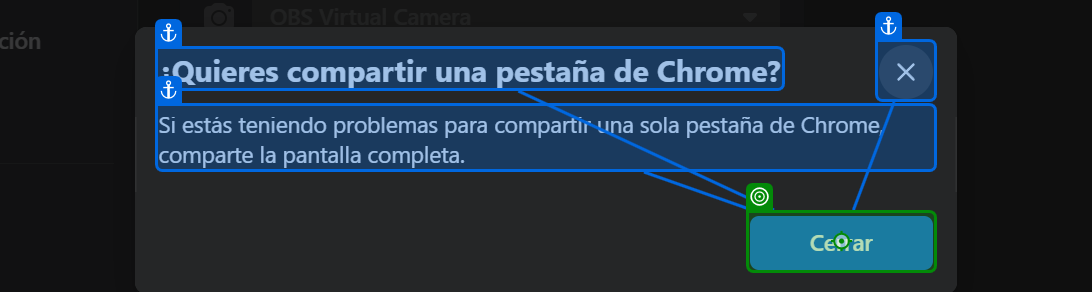 OBS Virtual Camera
ción
¿Quieres compartir una pestaña de Chrome?
Si estás teniendo problemas para compartir una sola pestaña de Chrome,
comparte la pantalla completa.
Cerrar